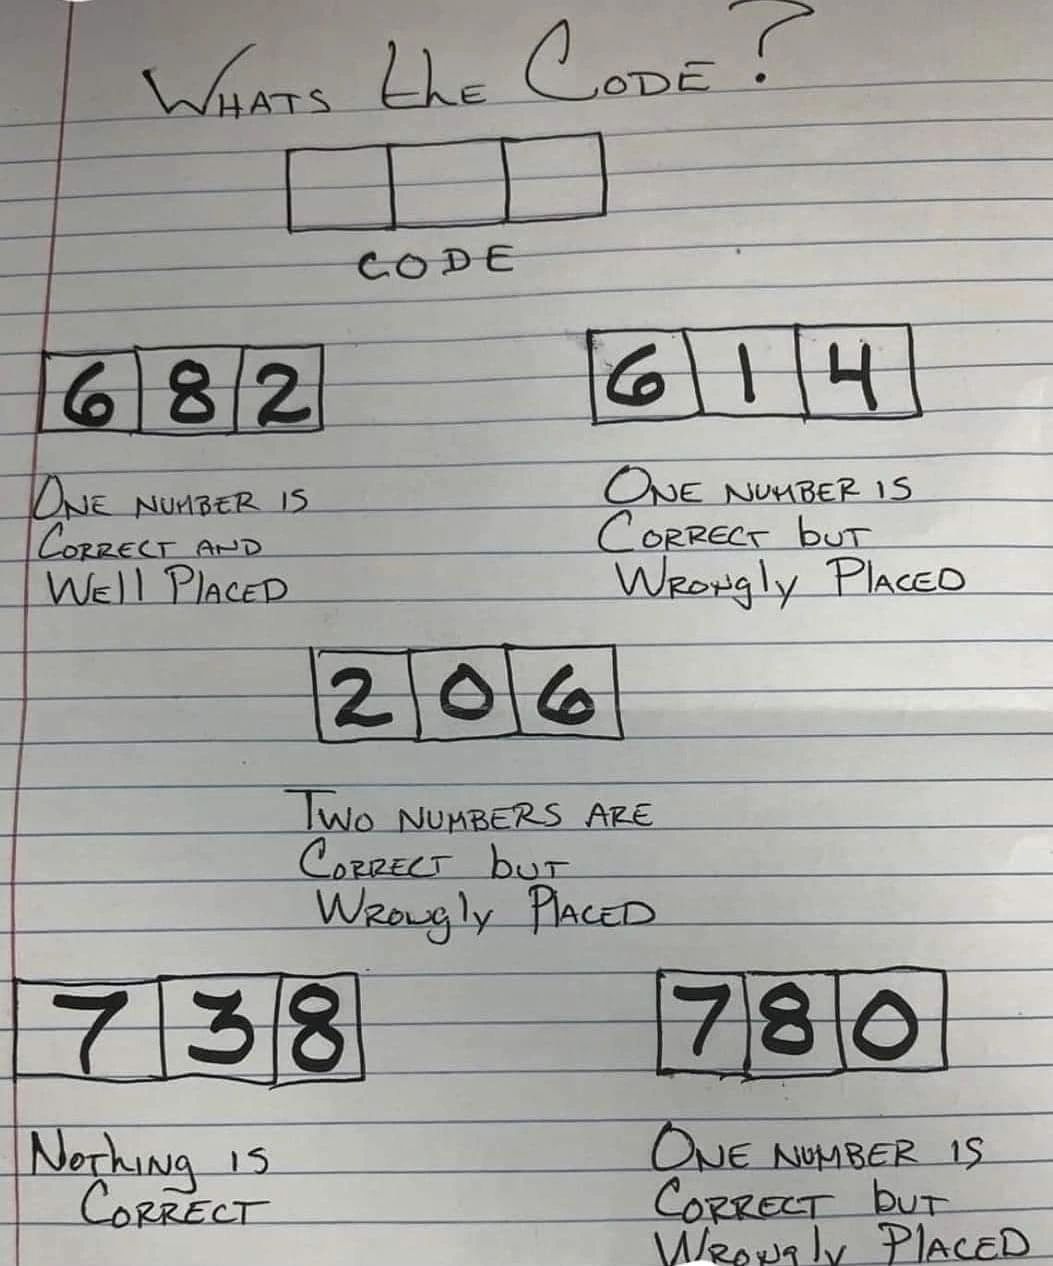 WHATS the CODE?
CODE
6 8 2
ONE NUMBER IS
CORRECT AND
WEll PlACED
6 1 4
ONE NUMBER IS
CORRECT buT
WRONgly PlACED
2 0 6
TWO NUMBERS ARE
CORRECT buT
WRONgly PlACED
7 3 8
NOThING IS
CORRECT
7 8 0
ONE NUMBER IS
CORRECT buT
WRONgly PlACED